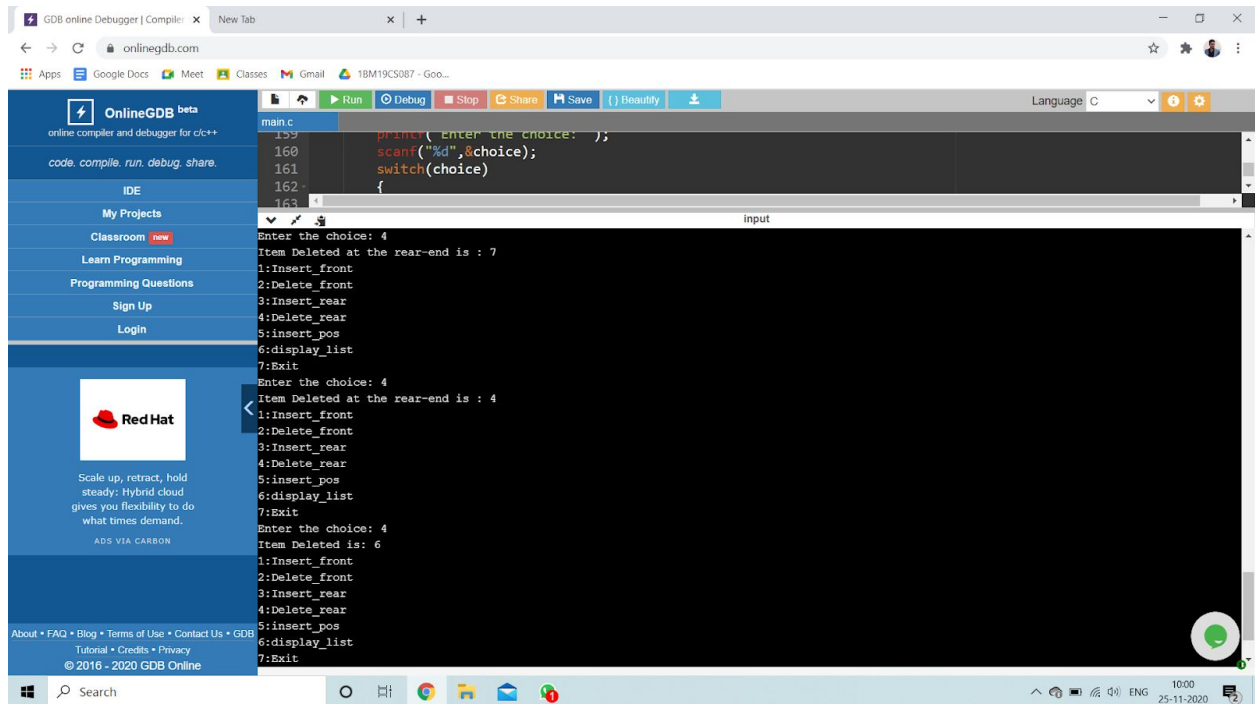 GDB online Debugger | Compiler
New Tab
onlinegdb.com
Apps Google Docs Meet Classes Gmail 1BM19CS087 - Goo...
OnlineGDB beta
online compiler and debugger for c/c++
code. compile. run. debug. share.
IDE
My Projects
Classroom new
Learn Programming
Programming Questions
Sign Up
Login
Red Hat
Scale up, retract, hold
steady: Hybrid cloud
gives you flexibility to do
what times demand.
ADS VIA CARBON
About • FAQ • Blog • Terms of Use • Contact Us • GDB
Tutorial • Credits • Privacy
© 2016 - 2020 GDB Online
Run Debug Stop Share Save { } Beautify Language C
main.c
159 printf( Enter the choice: );
160 scanf("%d",&choice);
161 switch(choice)
162 {
163
input
Enter the choice: 4
Item Deleted at the rear-end is : 7
1:Insert_front
2:Delete_front
3:Insert_rear
4:Delete_rear
5:insert_pos
6:display_list
7:Exit
Enter the choice: 4
Item Deleted at the rear-end is : 4
1:Insert_front
2:Delete_front
3:Insert_rear
4:Delete_rear
5:insert_pos
6:display_list
7:Exit
Enter the choice: 4
Item Deleted is: 6
1:Insert_front
2:Delete_front
3:Insert_rear
4:Delete_rear
5:insert_pos
6:display_list
7:Exit
Search
ENG
10:00
25-11-2020